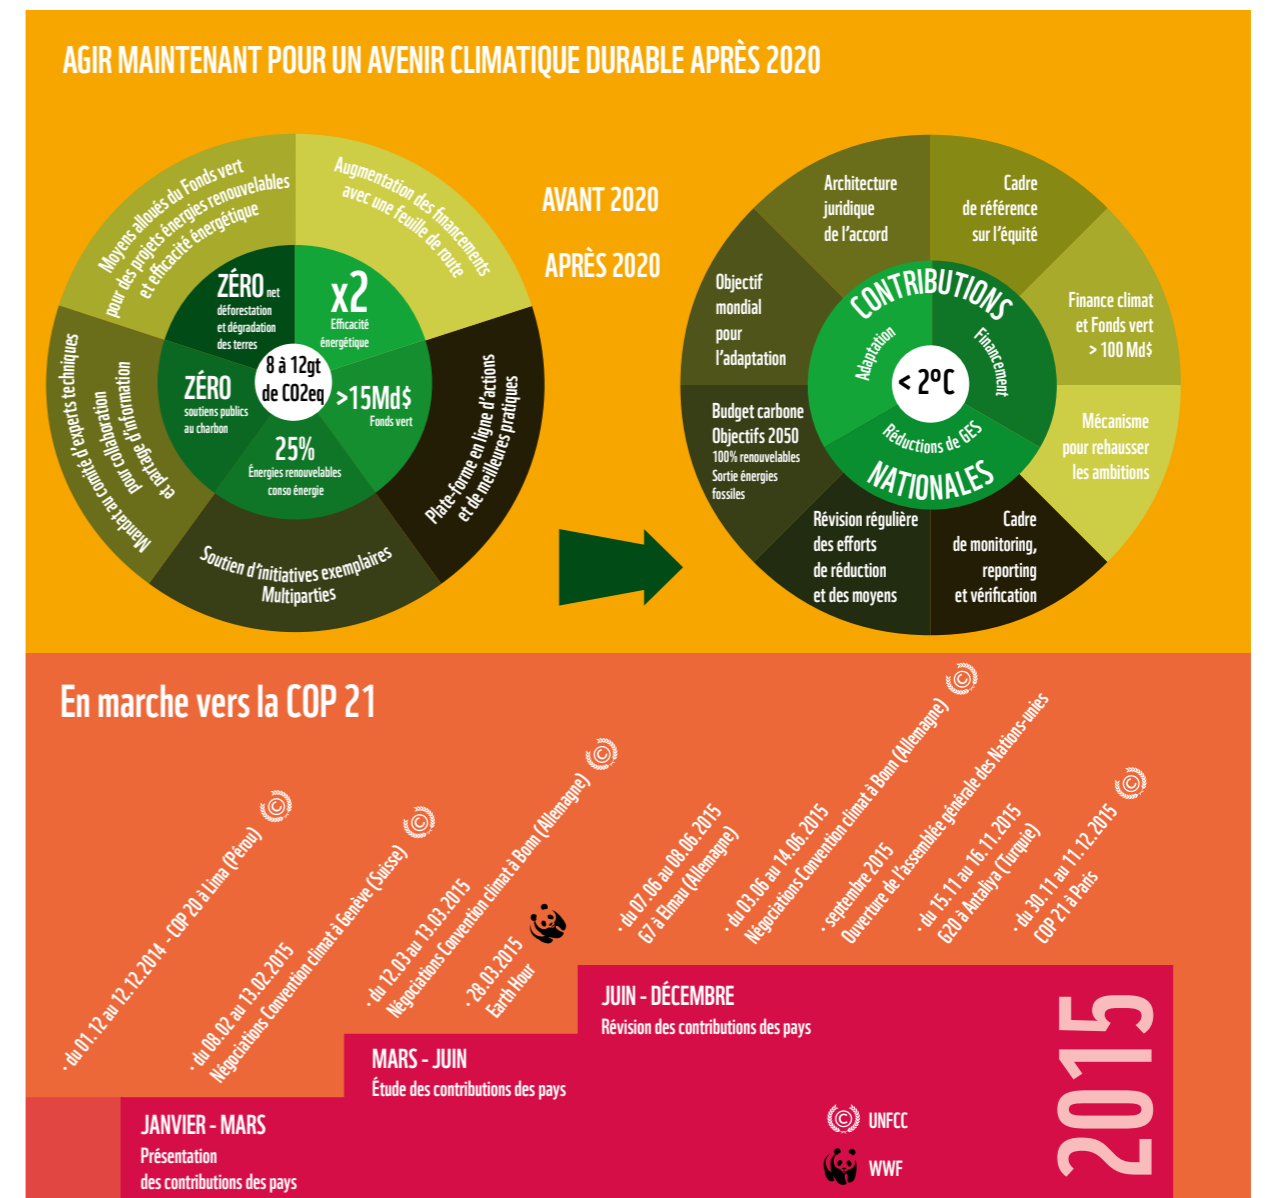 AGIR MAINTENANT POUR UN AVENIR CLIMATIQUE DURABLE APRÈS 2020
Moyens alloués du Fonds vert
pour des projets énergies renouvelables
et efficacité énergétique
Augmentation des financements
avec une feuille de route
Mandat au comité d'experts techniques
pour collaboration
et partage d'information
Plate-forme en ligne d'actions
et de meilleures pratiques
Soutien d'initiatives exemplaires
Multiparties
ZÉRO net
déforestation
et dégradation
des terres
x2
Efficacité
énergétique
8 à 12gt
de CO2eq
ZÉRO
soutiens publics
au charbon
>15Md$
Fonds vert
25%
Énergies renouvelables
conso énergie
AVANT 2020
APRÈS 2020
Architecture
juridique
de l'accord
Cadre
de référence
sur l'équité
Objectif
mondial
pour
l'adaptation
Finance climat
et Fonds vert
> 100 Md$
Budget carbone
Objectifs 2050
100% renouvelables
Sortie énergies
fossiles
Mécanisme
pour rehausser
les ambitions
Révision régulière
des efforts
de réduction
et des moyens
Cadre
de monitoring,
reporting
et vérification
CONTRIBUTIONS
Adaptation
Financement
< 2°C
Réductions de GES
NATIONALES
En marche vers la COP 21
· du 01.12 au 12.12.2014 - COP 20 à Lima (Pérou)
©
· du 08.02 au 13.02.2015
Négociations Convention climat à Genève (Suisse)
©
· du 12.03 au 13.03.2015
Négociations Convention climat à Bonn (Allemagne)
©
· 28.03.2015
Earth Hour
· du 07.06 au 08.06.2015
G7 à Elmau (Allemagne)
· du 03.06 au 14.06.2015
Négociations Convention climat à Bonn (Allemagne)
©
· septembre 2015
Ouverture de l'assemblée générale des Nations-unies
· du 15.11 au 16.11.2015
G20 à Antaliya (Turquie)
· du 30.11 au 11.12.2015
COP 21 à Paris
©
JUIN - DÉCEMBRE
Révision des contributions des pays
MARS - JUIN
Étude des contributions des pays
JANVIER - MARS
Présentation
des contributions des pays
© UNFCC
WWF
2015